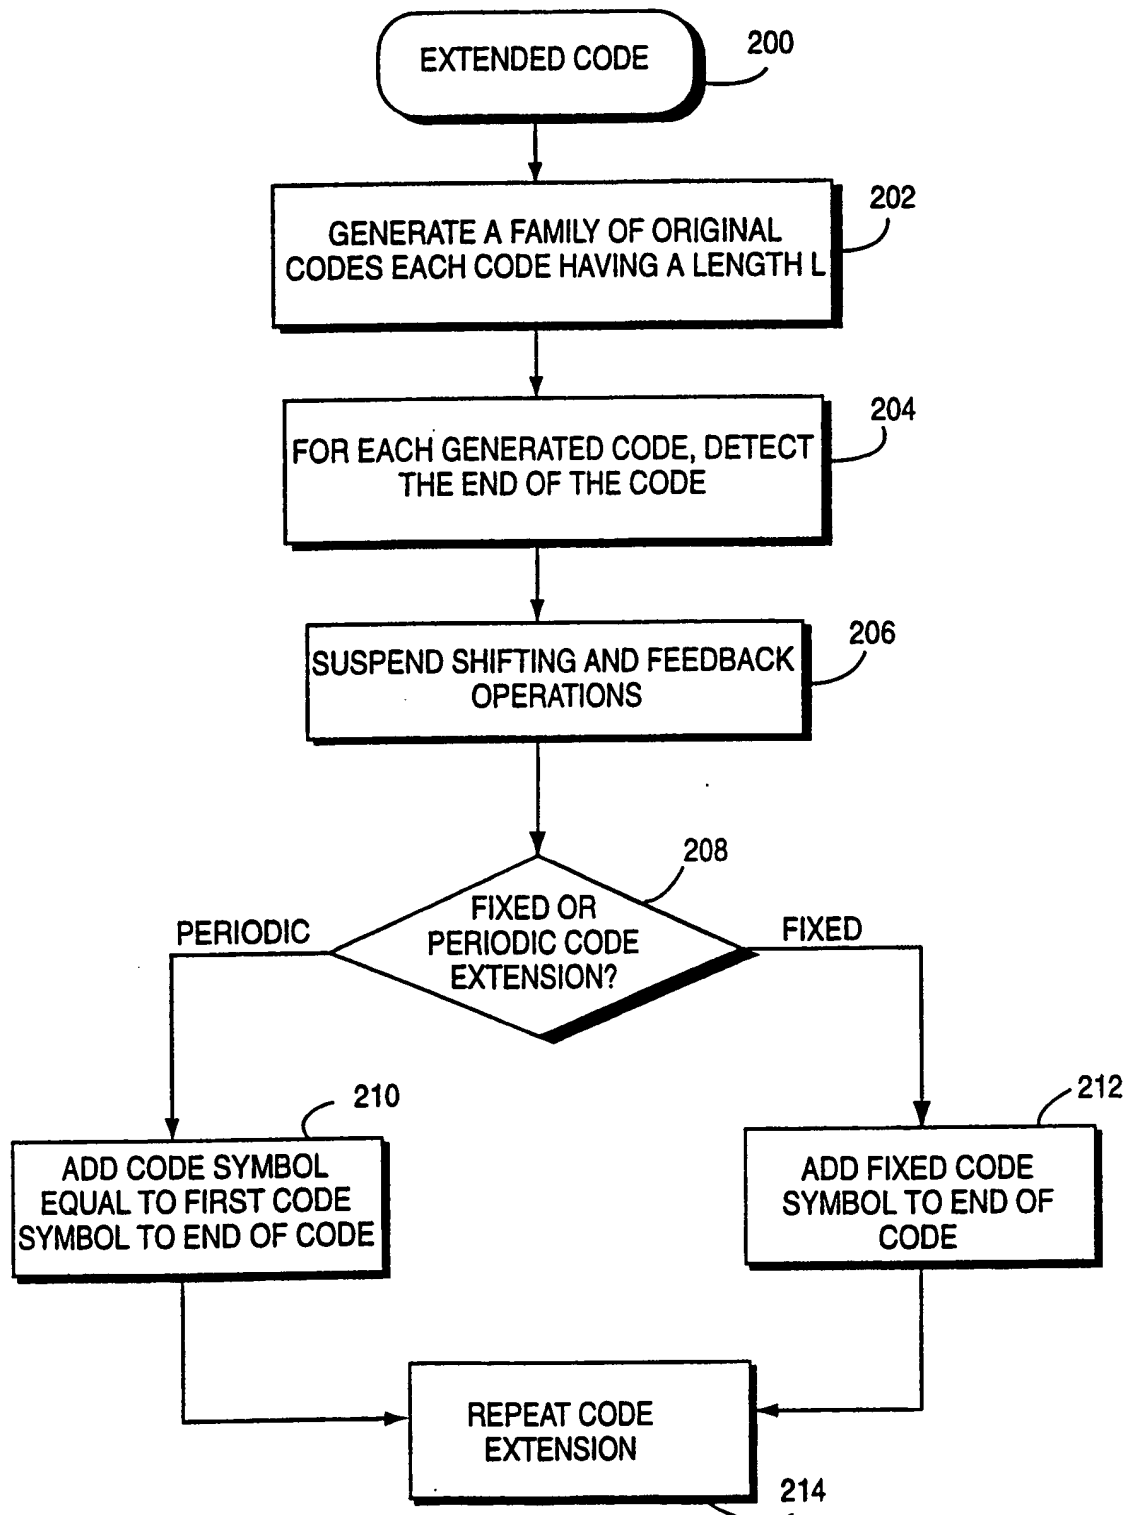 EXTENDED CODE
200
GENERATE A FAMILY OF ORIGINAL
CODES EACH CODE HAVING A LENGTH L
202
FOR EACH GENERATED CODE, DETECT
THE END OF THE CODE
204
SUSPEND SHIFTING AND FEEDBACK
OPERATIONS
206
208
FIXED OR
PERIODIC CODE
EXTENSION?
PERIODIC
FIXED
210
ADD CODE SYMBOL
EQUAL TO FIRST CODE
SYMBOL TO END OF CODE
212
ADD FIXED CODE
SYMBOL TO END OF
CODE
REPEAT CODE
EXTENSION
214